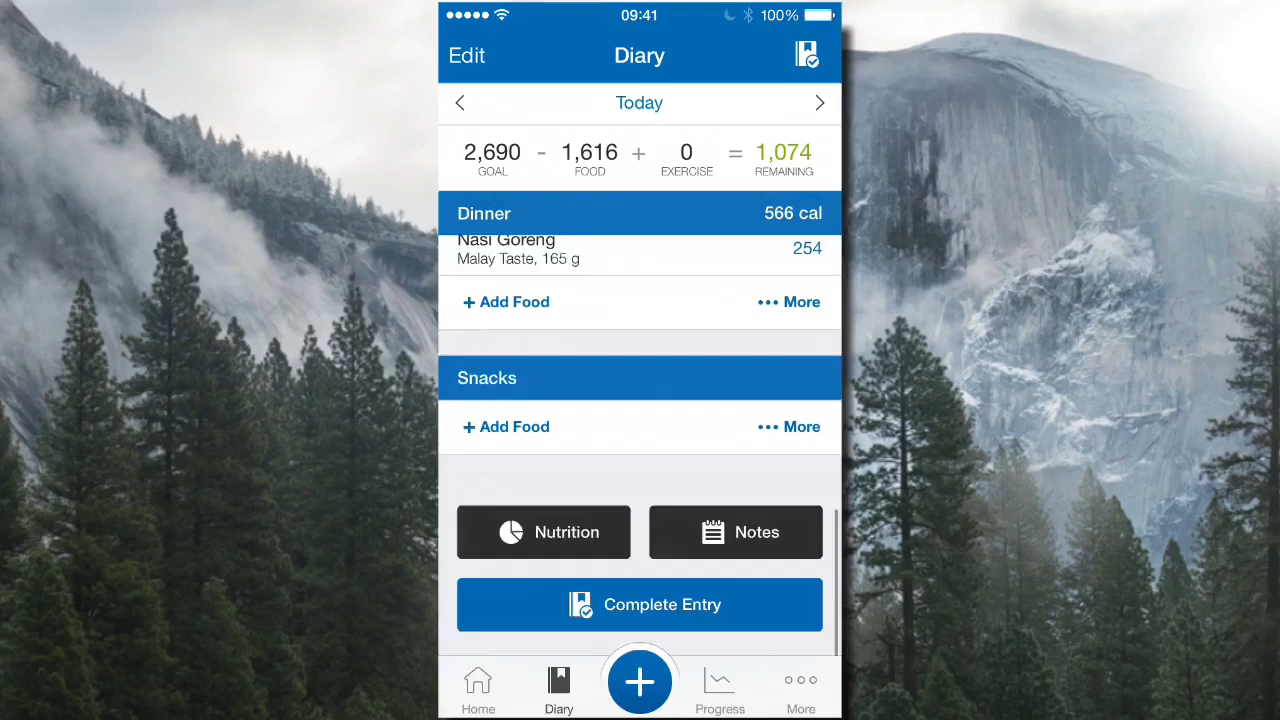 09:41 100%
Edit Diary
Today
2,690 - 1,616 + 0 = 1,074
GOAL FOOD EXERCISE REMAINING
Dinner 566 cal
Nasi Goreng 254
Malay Taste, 165 g
+ Add Food ••• More
Snacks
+ Add Food ••• More
Nutrition Notes
Complete Entry
Home Diary Progress More